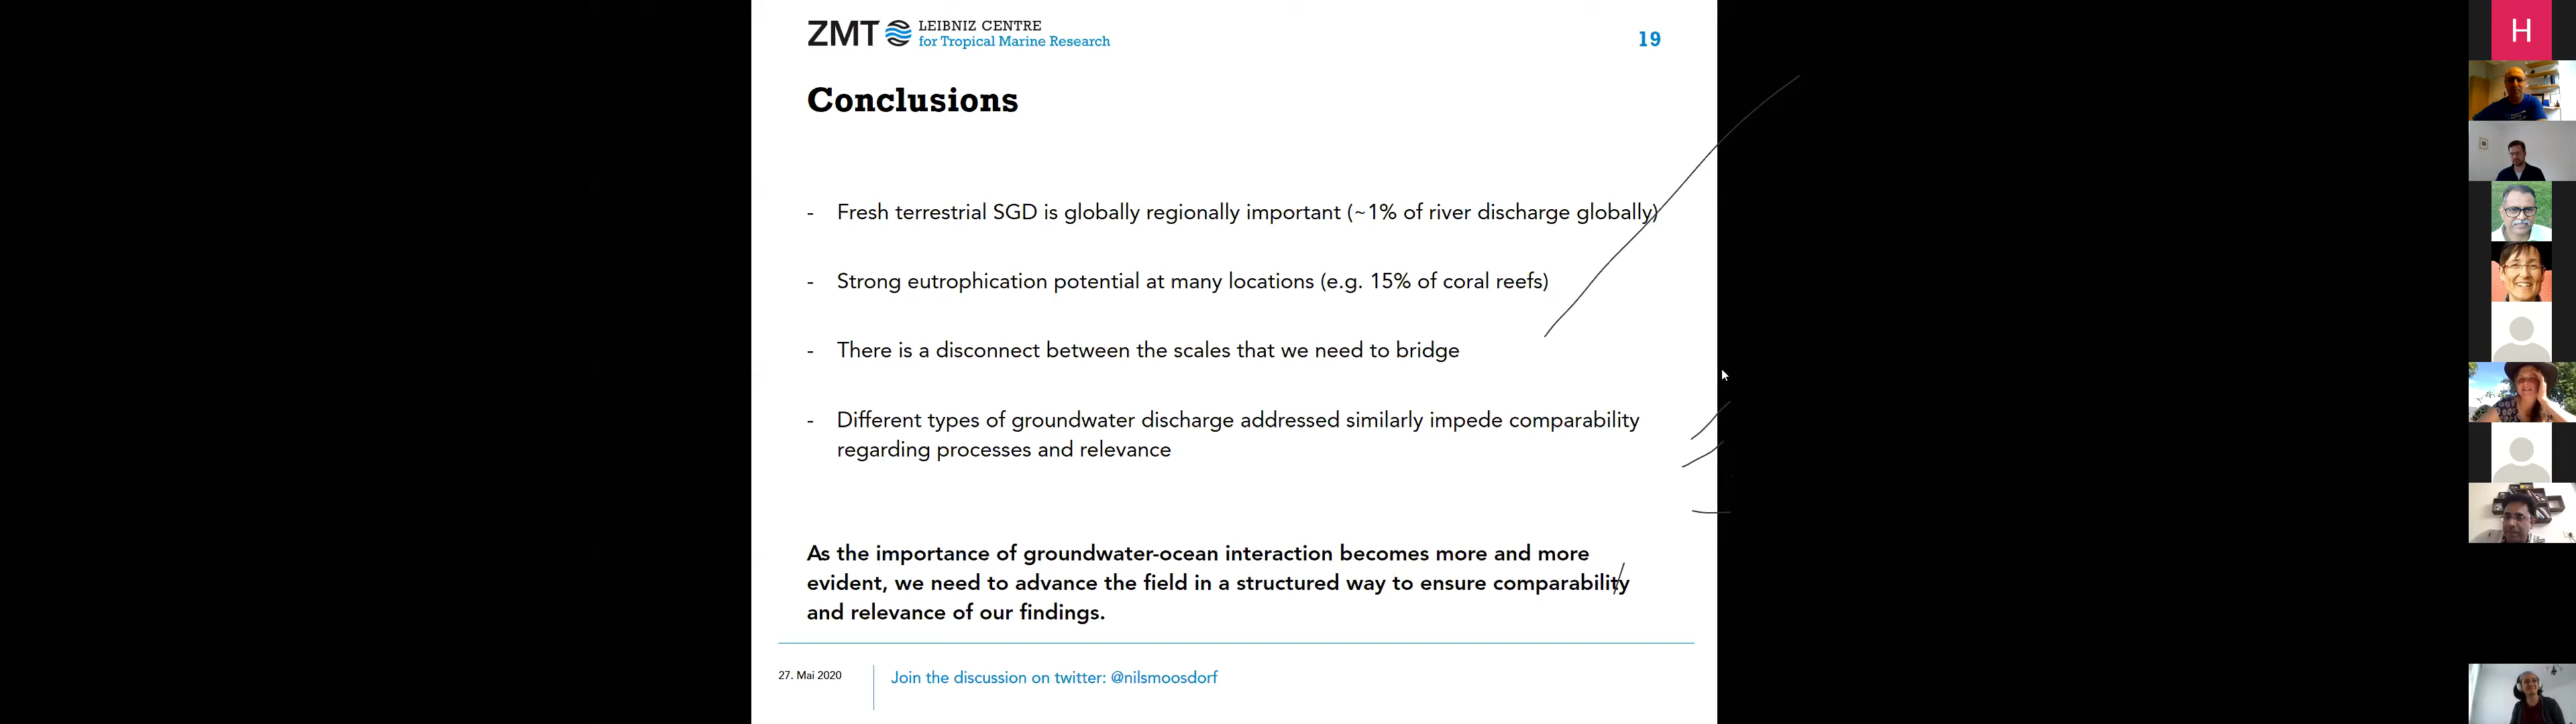 ZMT LEIBNIZ CENTRE
for Tropical Marine Research
19
Conclusions
- Fresh terrestrial SGD is globally regionally important (~1% of river discharge globally)
- Strong eutrophication potential at many locations (e.g. 15% of coral reefs)
- There is a disconnect between the scales that we need to bridge
- Different types of groundwater discharge addressed similarly impede comparability
regarding processes and relevance
As the importance of groundwater-ocean interaction becomes more and more
evident, we need to advance the field in a structured way to ensure comparability
and relevance of our findings.
27. Mai 2020
Join the discussion on twitter: @nilsmoosdorf
H